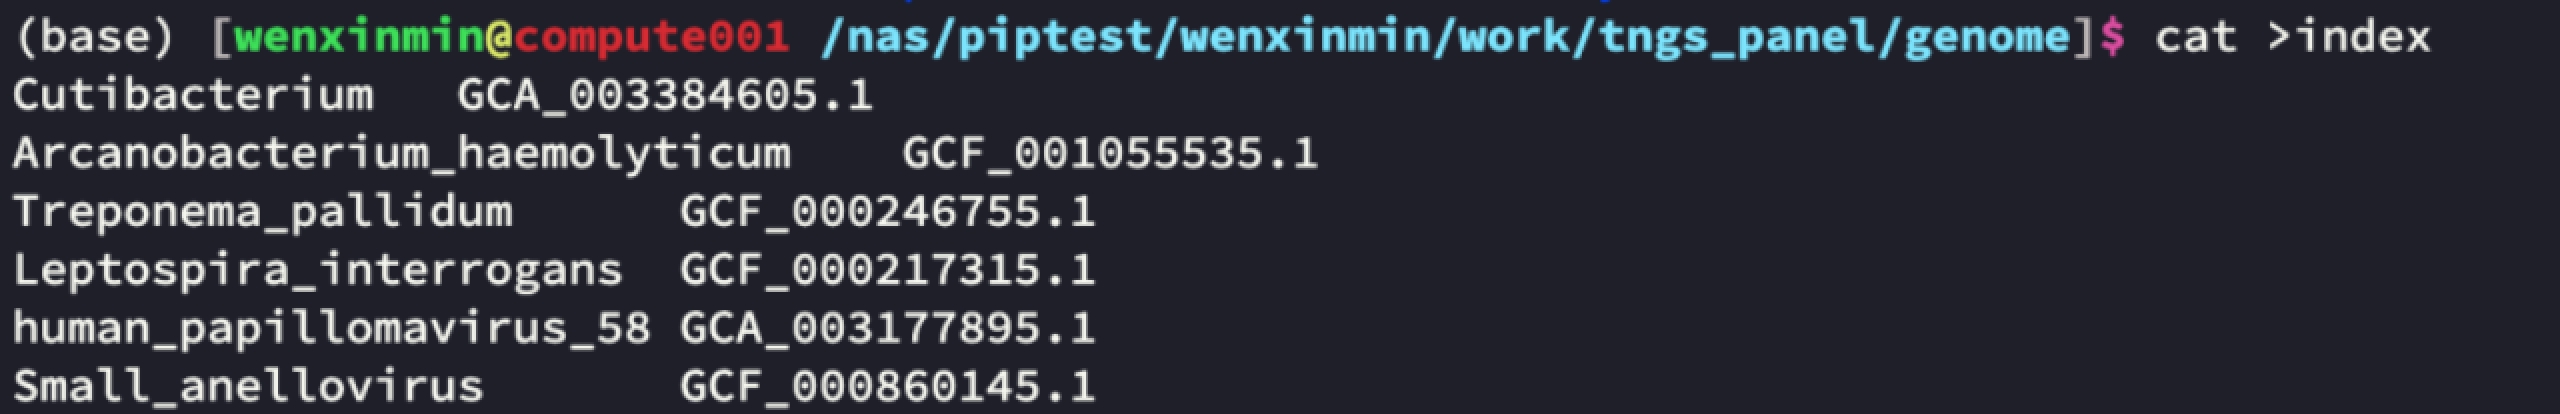 (base) [wenxinmin@compute001 /nas/piptest/wenxinmin/work/tngs_panel/genome]$ cat >index
Cutibacterium   GCA_003384605.1
Arcanobacterium_haemolyticum    GCF_001055535.1
Treponema_pallidum      GCF_000246755.1
Leptospira_interrogans  GCF_000217315.1
human_papillomavirus_58 GCA_003177895.1
Small_anellovirus       GCF_000860145.1